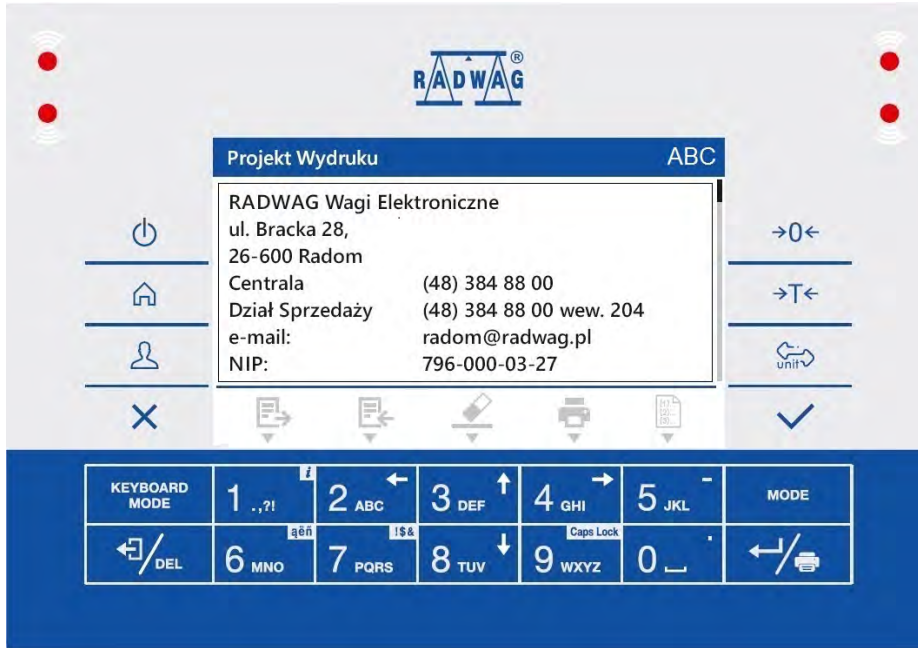 RADWAG®
Projekt Wydruku ABC
RADWAG Wagi Elektroniczne
ul. Bracka 28,
26-600 Radom
Centrala (48) 384 88 00
Dział Sprzedaży (48) 384 88 00 wew. 204
e-mail: radom@radwag.pl
NIP: 796-000-03-27
→0←
→T←
unit
KEYBOARD MODE
1 .,?! i
2 ABC ←
3 DEF ↑
4 GHI →
5 JKL -
MODE
DEL
6 MNO ąêñ
7 PQRS !$&
8 TUV ↓
9 WXYZ Caps Lock
0 .